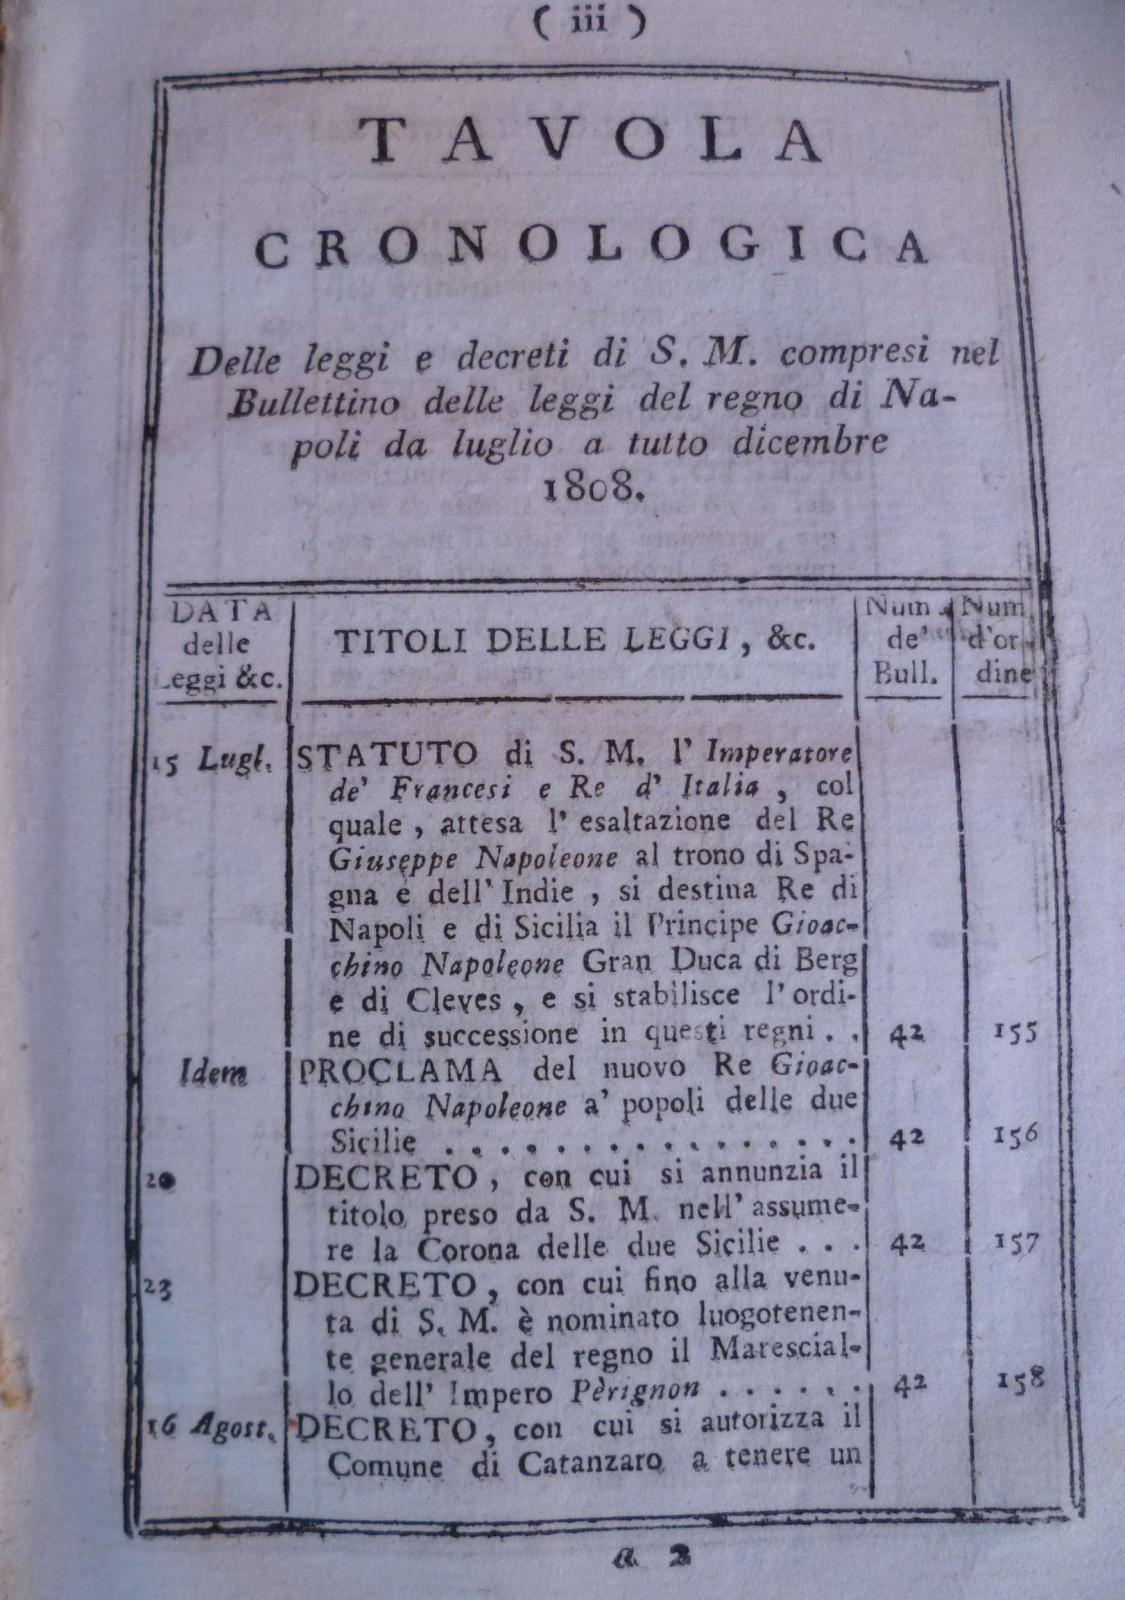 ( iii )
TAVOLA
CRONOLOGICA
Delle leggi e decreti di S. M. compresi nel
Bullettino delle leggi del regno di Na-
poli da luglio a tutto dicembre
1808.
DATA
delle
Leggi &c.
TITOLI DELLE LEGGI, &c.
Num.
de'
Bull.
Num.
d'or-
dine
15 Lugl. STATUTO di S. M. l' Imperatore
de' Francesi e Re d' Italia, col
quale, attesa l' esaltazione del Re
Giuseppe Napoleone al trono di Spa-
gna e dell' Indie, si destina Re di
Napoli e di Sicilia il Principe Gioac-
chino Napoleone Gran Duca di Berg
e di Cleves, e si stabilisce l' ordi-
ne di successione in questi regni . . 42 155
Idem PROCLAMA del nuovo Re Gioac-
chino Napoleone a' popoli delle due
Sicilie . . . . . . . . . . . . . . . . 42 156
20 DECRETO, con cui si annunzia il
titolo preso da S. M. nell' assume-
re la Corona delle due Sicilie . . . 42 157
23 DECRETO, con cui fino alla venu-
ta di S. M. è nominato luogotenen-
te generale del regno il Marescial-
lo dell' Impero Pèrignon . . . . . . 42 158
16 Agost. DECRETO, con cui si autorizza il
Comune di Catanzaro a tenere un
a 2